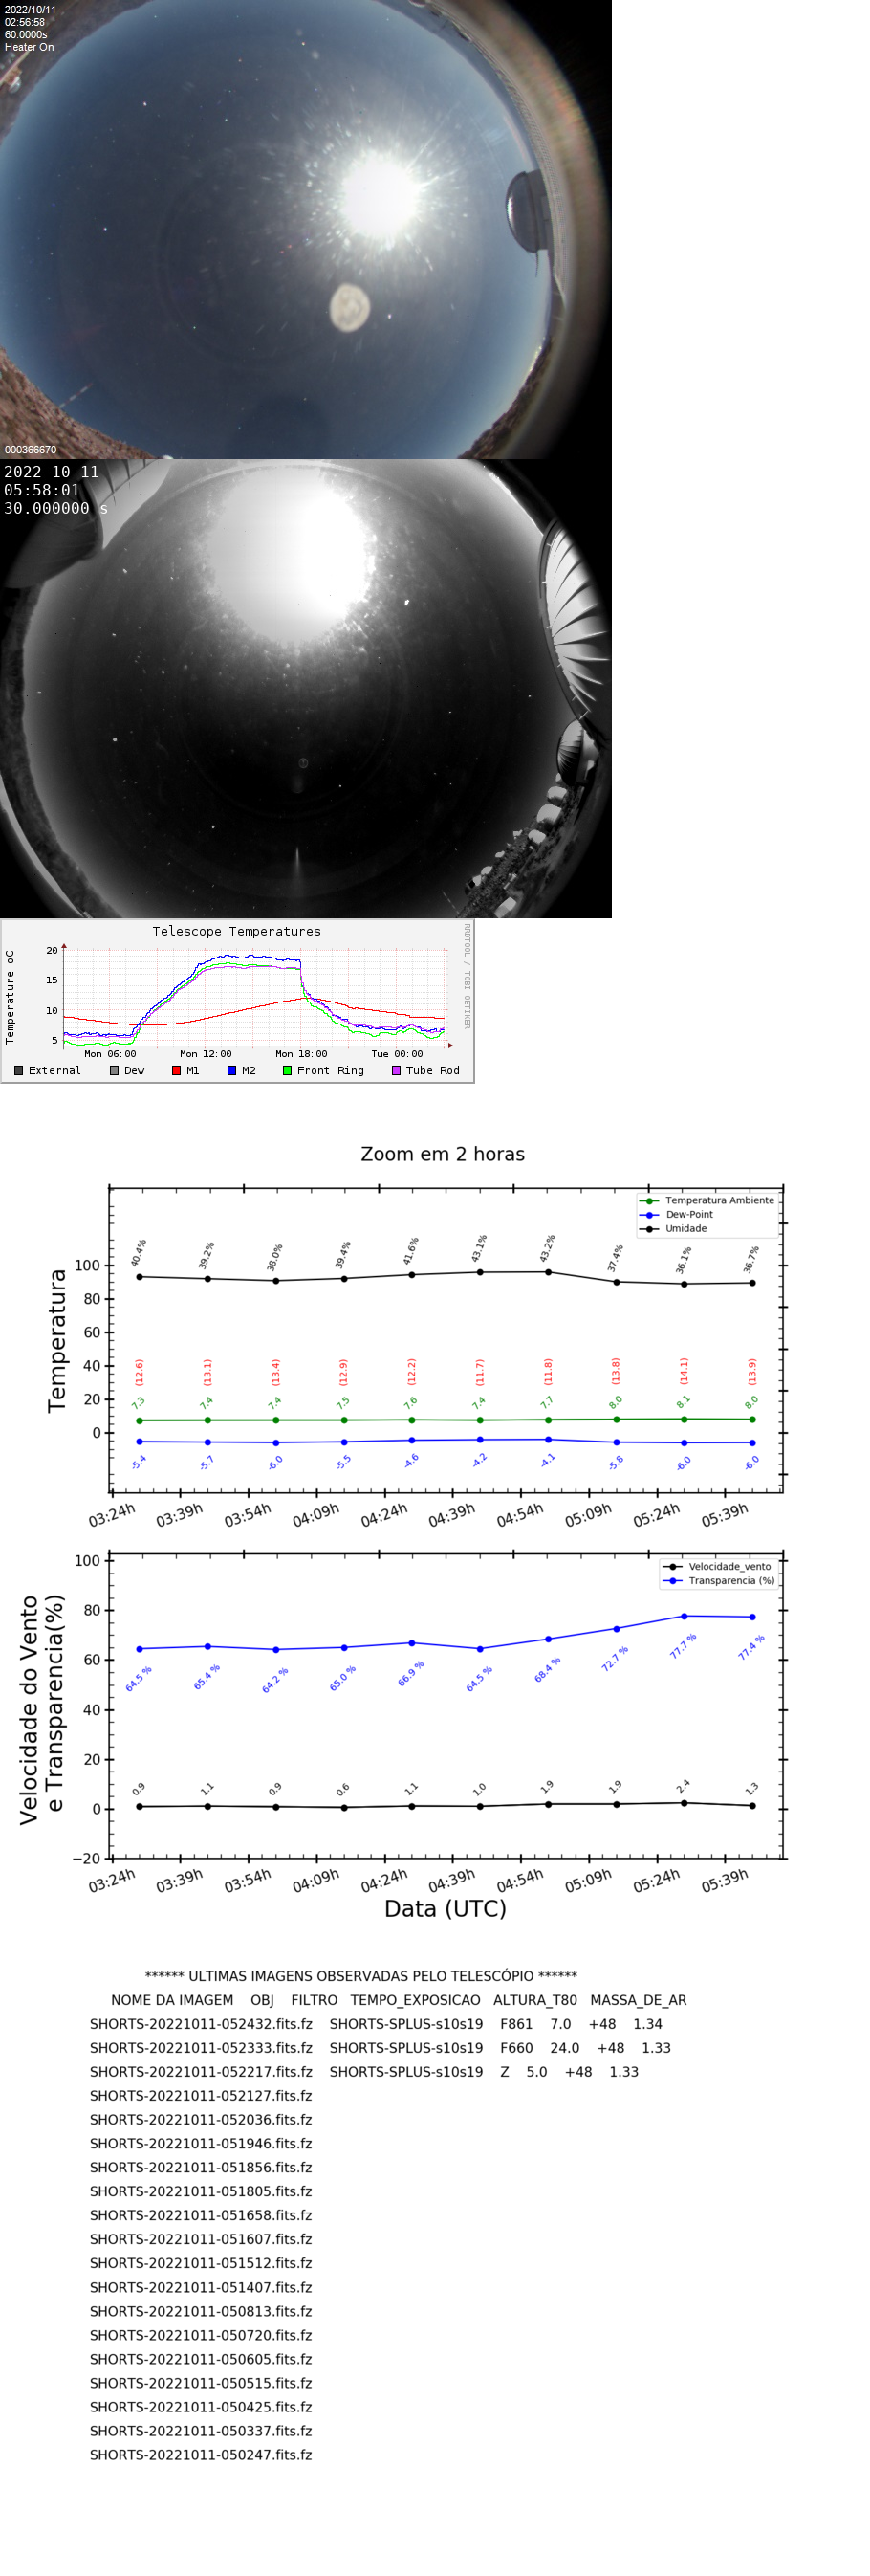 2022/10/11
02:56:58
60.0000s
Heater On
000366670
2022-10-11
05:58:01
30.000000 s
Telescope Temperatures
RRDTOOL / TOBI OETIKER
Temperature oC
20
15
10
5
Mon 06:00 Mon 12:00 Mon 18:00 Tue 00:00
External Dew M1 M2 Front Ring Tube Rod
Zoom em 2 horas
Temperatura Ambiente
Dew-Point
Umidade
Temperatura
100
80
60
40
20
0
40.4% 39.2% 38.0% 39.4% 41.6% 43.1% 43.2% 37.4% 36.1% 36.7%
(12.6) (13.1) (13.4) (12.9) (12.2) (11.7) (11.8) (13.8) (14.1) (13.9)
7.3 7.4 7.4 7.5 7.6 7.4 7.7 8.0 8.1 8.0
-5.4 -5.7 -6.0 -5.5 -4.6 -4.2 -4.1 -5.8 -6.0 -6.0
03:24h 03:39h 03:54h 04:09h 04:24h 04:39h 04:54h 05:09h 05:24h 05:39h
Velocidade_vento
Transparencia (%)
Velocidade do Vento
e Transparencia(%)
100
80
60
40
20
0
−20
64.5 % 65.4 % 64.2 % 65.0 % 66.9 % 64.5 % 68.4 % 72.7 % 77.7 % 77.4 %
0.9 1.1 0.9 0.6 1.1 1.0 1.9 1.9 2.4 1.3
03:24h 03:39h 03:54h 04:09h 04:24h 04:39h 04:54h 05:09h 05:24h 05:39h
Data (UTC)
****** ULTIMAS IMAGENS OBSERVADAS PELO TELESCÓPIO ******
NOME DA IMAGEM OBJ FILTRO TEMPO_EXPOSICAO ALTURA_T80 MASSA_DE_AR
SHORTS-20221011-052432.fits.fz SHORTS-SPLUS-s10s19 F861 7.0 +48 1.34
SHORTS-20221011-052333.fits.fz SHORTS-SPLUS-s10s19 F660 24.0 +48 1.33
SHORTS-20221011-052217.fits.fz SHORTS-SPLUS-s10s19 Z 5.0 +48 1.33
SHORTS-20221011-052127.fits.fz
SHORTS-20221011-052036.fits.fz
SHORTS-20221011-051946.fits.fz
SHORTS-20221011-051856.fits.fz
SHORTS-20221011-051805.fits.fz
SHORTS-20221011-051658.fits.fz
SHORTS-20221011-051607.fits.fz
SHORTS-20221011-051512.fits.fz
SHORTS-20221011-051407.fits.fz
SHORTS-20221011-050813.fits.fz
SHORTS-20221011-050720.fits.fz
SHORTS-20221011-050605.fits.fz
SHORTS-20221011-050515.fits.fz
SHORTS-20221011-050425.fits.fz
SHORTS-20221011-050337.fits.fz
SHORTS-20221011-050247.fits.fz